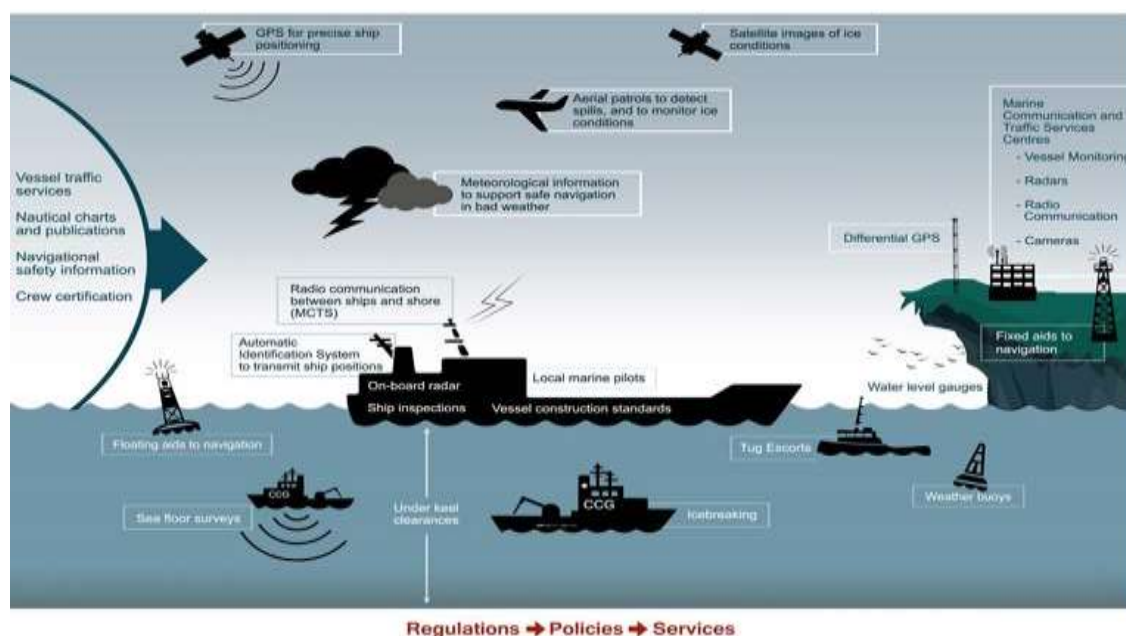 GPS for precise ship
positioning
Satellite images of ice
conditions
Aerial patrols to detect
spills, and to monitor ice
conditions
Marine
Communication and
Traffic Services
Centres
- Vessel Monitoring
- Radars
- Radio
Communication
- Cameras
Vessel traffic
services
Nautical charts
and publications
Navigational
safety information
Crew certification
Meteorological information
to support safe navigation
in bad weather
Differential GPS
Radio communication
between ships and shore
(MCTS)
Automatic
Identification System
to transmit ship positions
Fixed aids to
navigation
On-board radar
Local marine pilots
Water level gauges
Ship inspections
Vessel construction standards
Floating aids to navigation
Tug Escorts
CCG
Sea floor surveys
Under keel
clearances
CCG
Icebreaking
Weather buoys
Regulations → Policies → Services